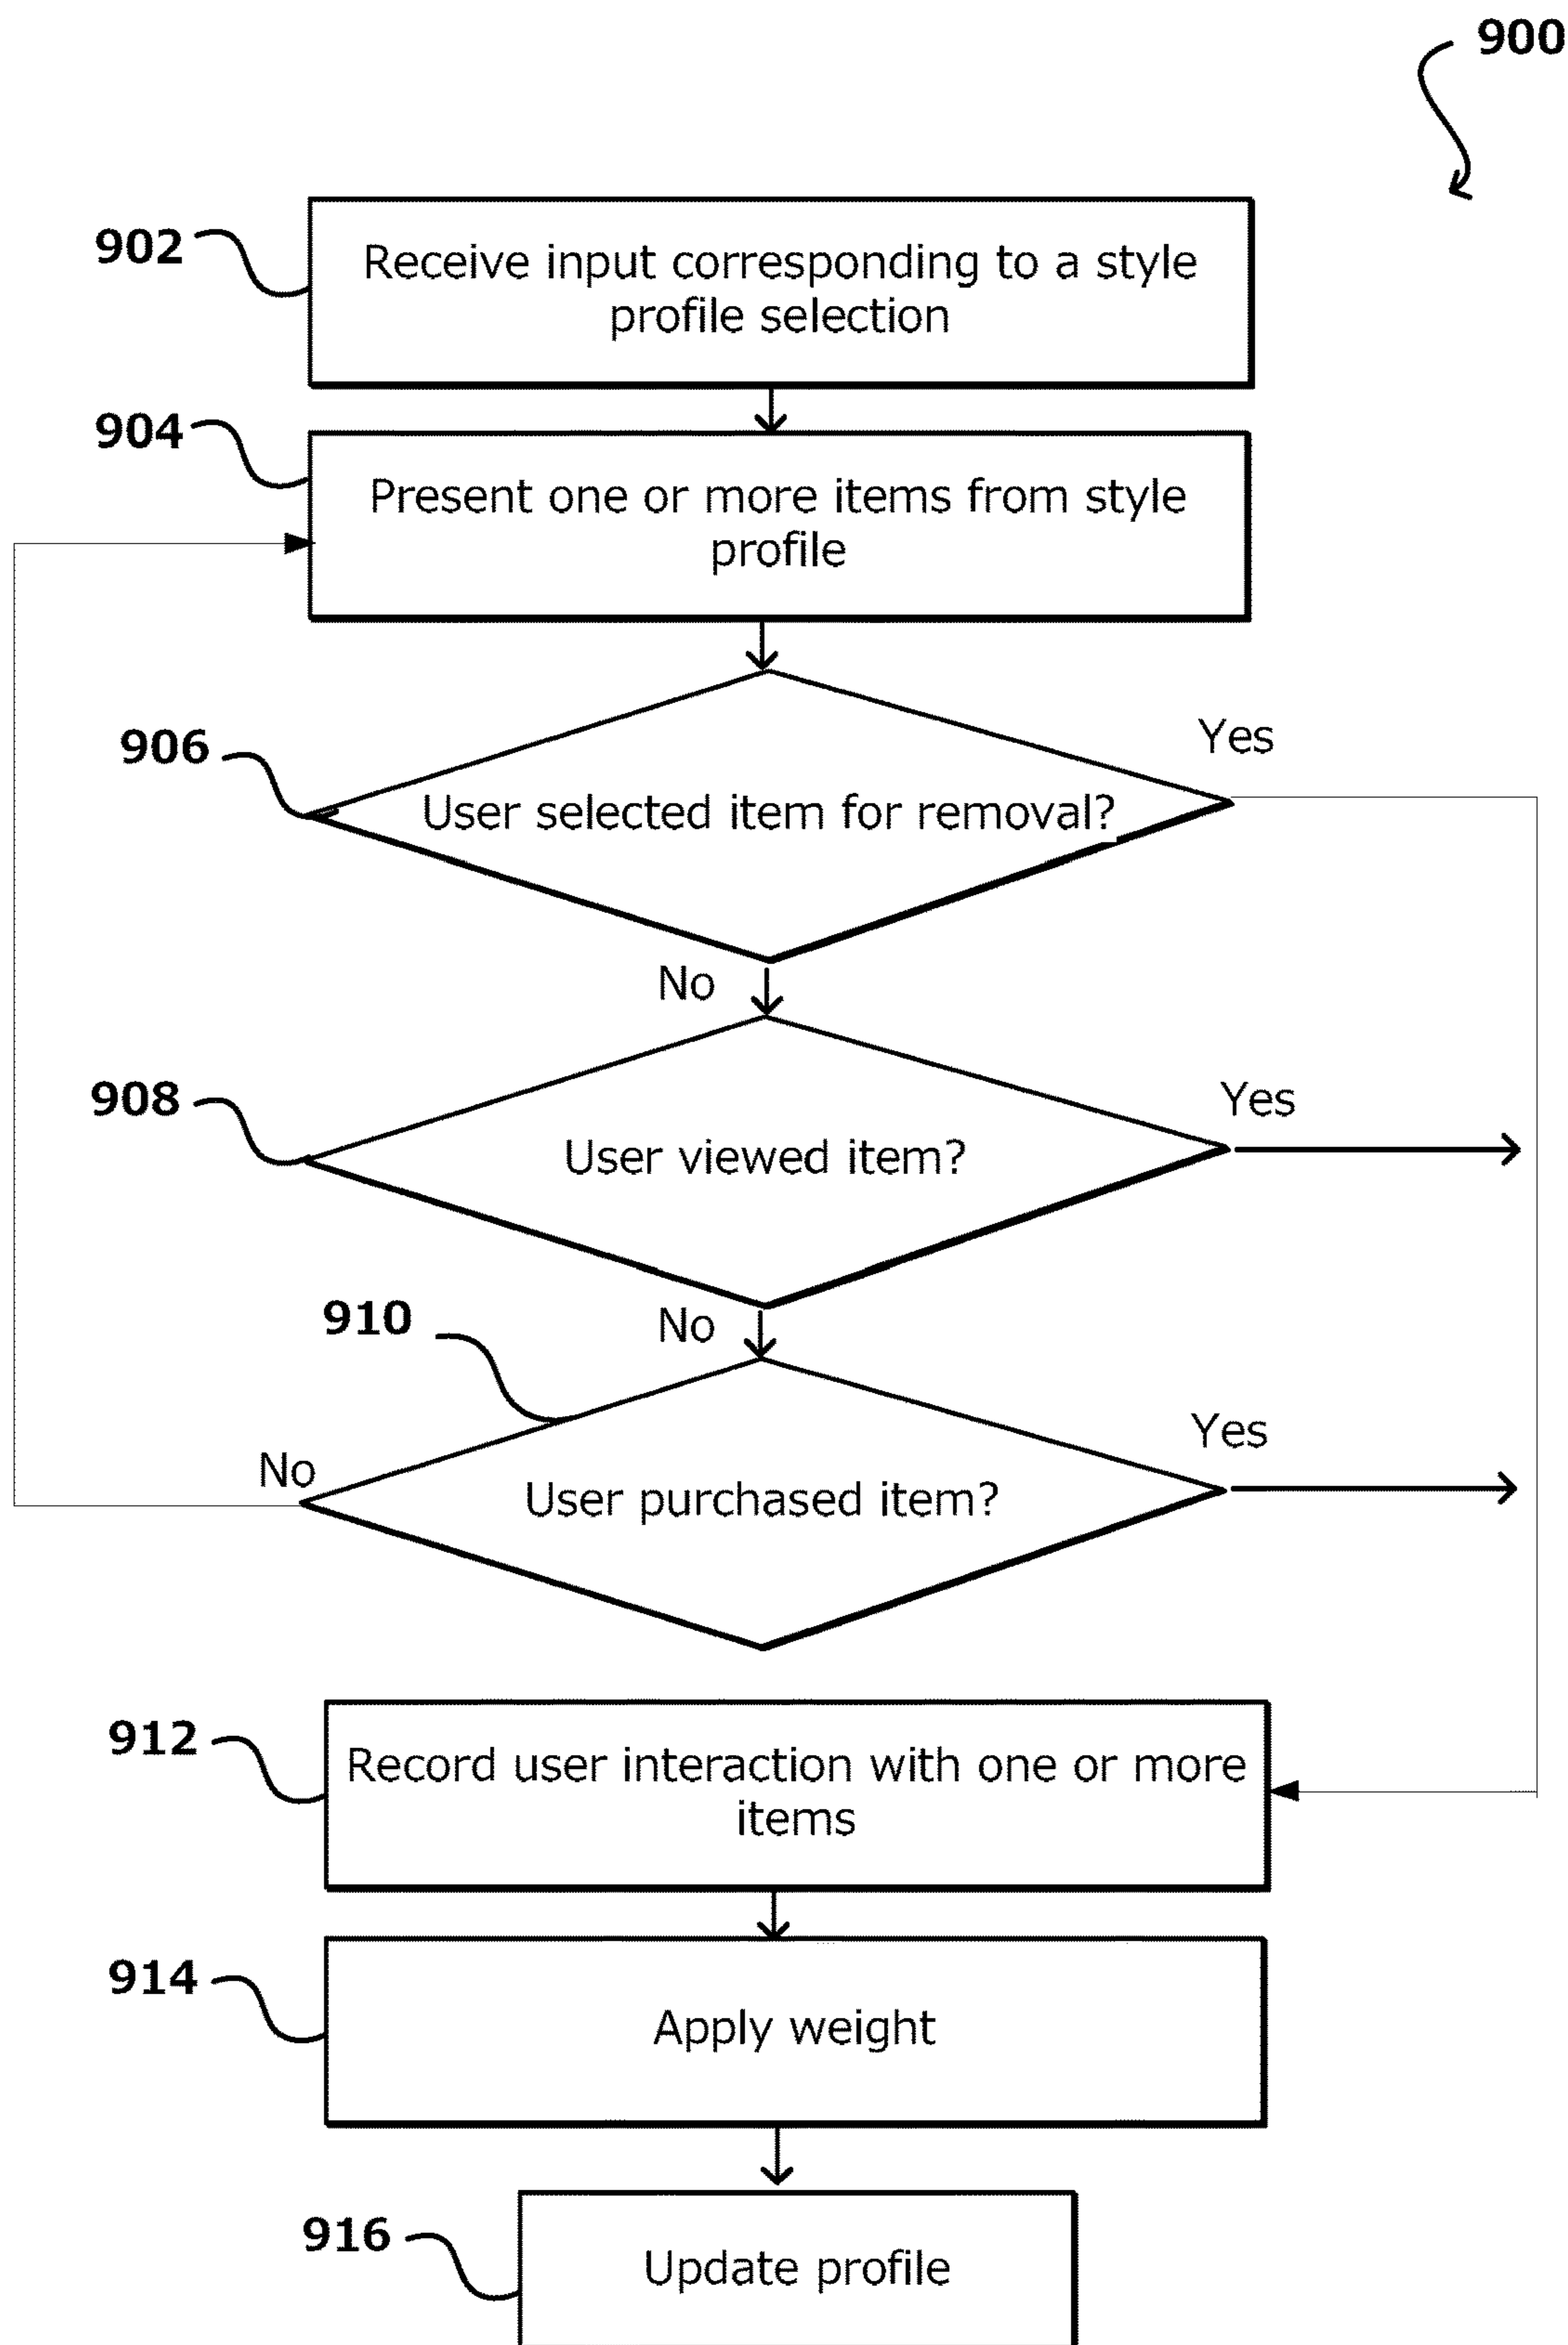 900
902
Receive input corresponding to a style
profile selection
904
Present one or more items from style
profile
906
User selected item for removal?
Yes
No
908
User viewed item?
Yes
No
910
User purchased item?
Yes
No
912
Record user interaction with one or more
items
914
Apply weight
916
Update profile